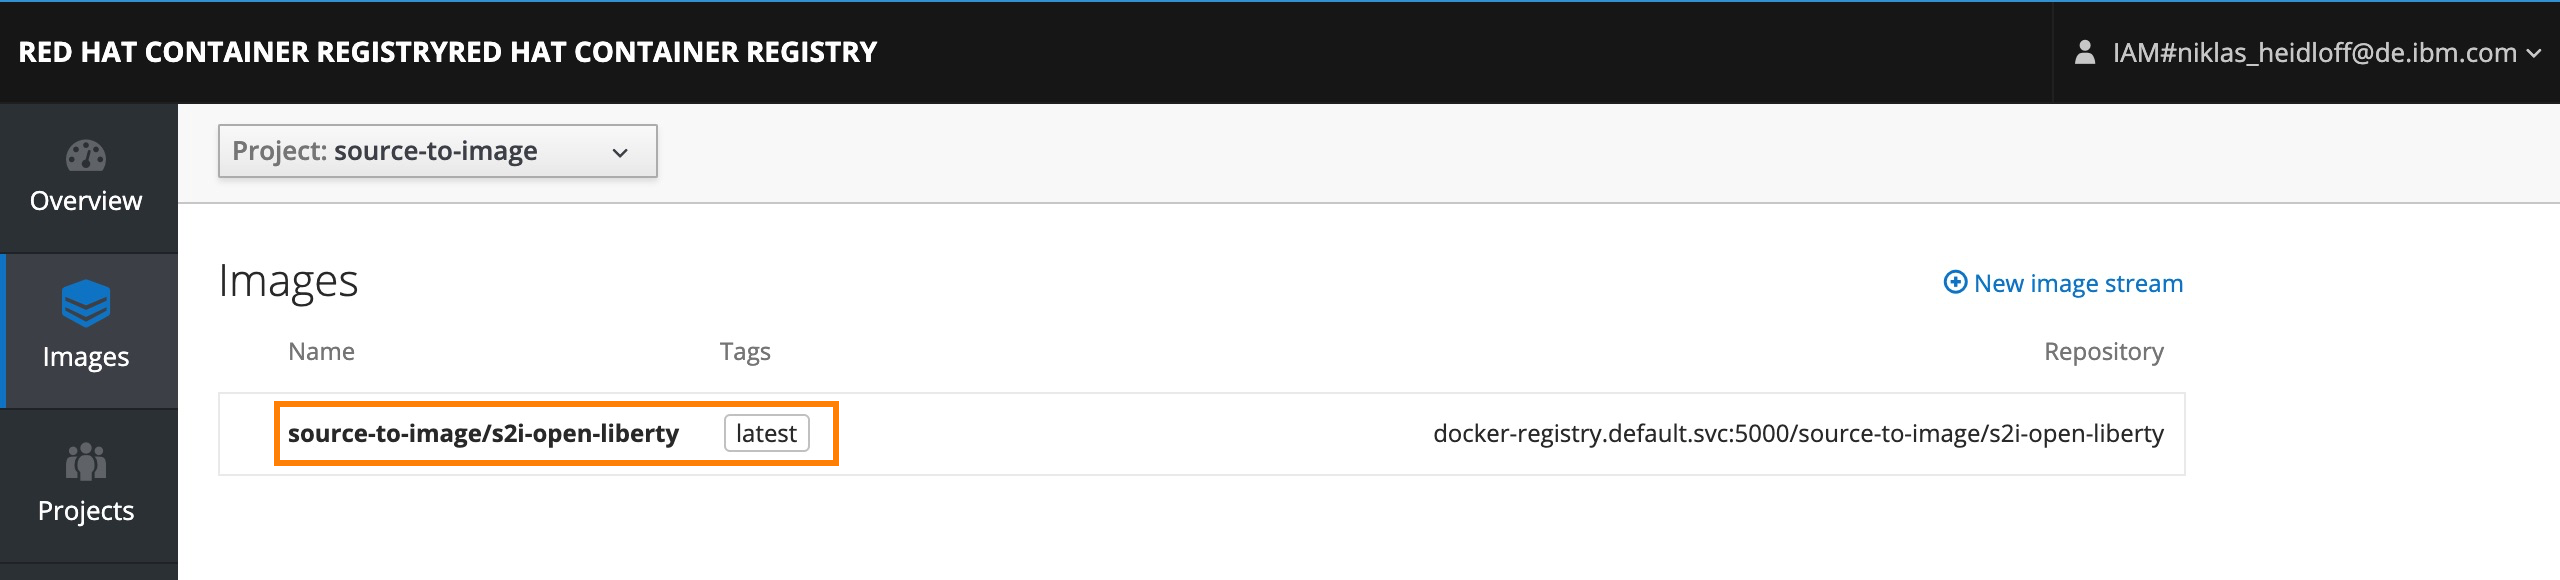 RED HAT CONTAINER REGISTRYRED HAT CONTAINER REGISTRY
IAM#niklas_heidloff@de.ibm.com
Project: source-to-image
Overview
Images
Projects
Images
New image stream
Name Tags Repository
source-to-image/s2i-open-liberty latest docker-registry.default.svc:5000/source-to-image/s2i-open-liberty